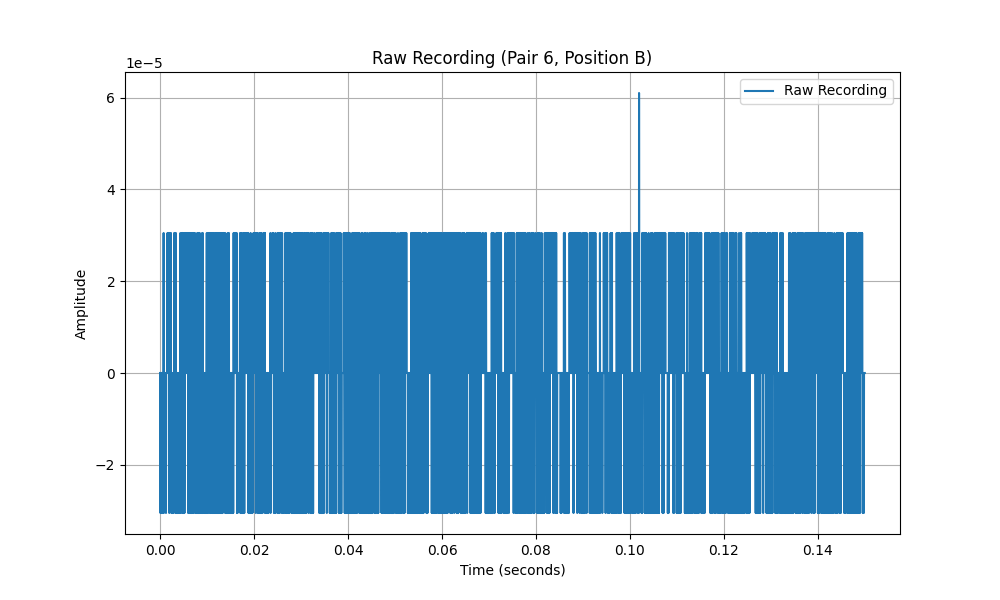 Raw Recording (Pair 6, Position B)
1e−5
Raw Recording
6
4
2
0
−2
Amplitude
0.00 0.02 0.04 0.06 0.08 0.10 0.12 0.14
Time (seconds)